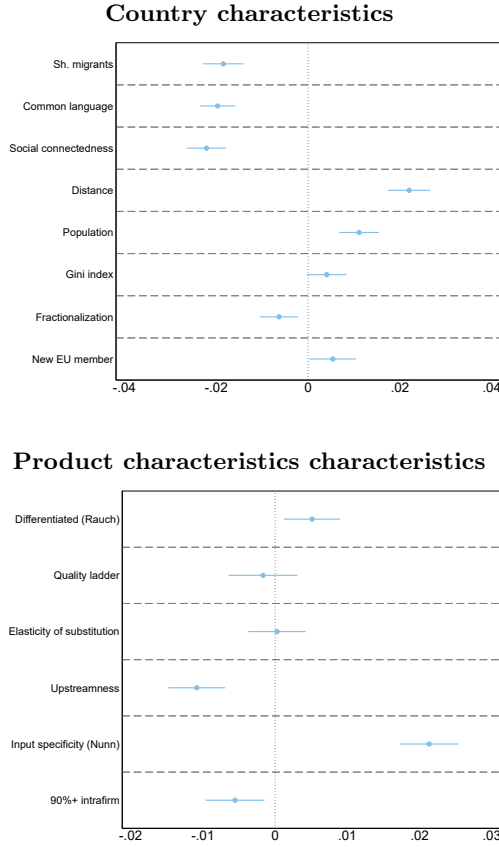 Country characteristics
Sh. migrants
Common language
Social connectedness
Distance
Population
Gini index
Fractionalization
New EU member
-.04 -.02 0 .02 .04
Product characteristics characteristics
Differentiated (Rauch)
Quality ladder
Elasticity of substitution
Upstreamness
Input specificity (Nunn)
90%+ intrafirm
-.02 -.01 0 .01 .02 .03